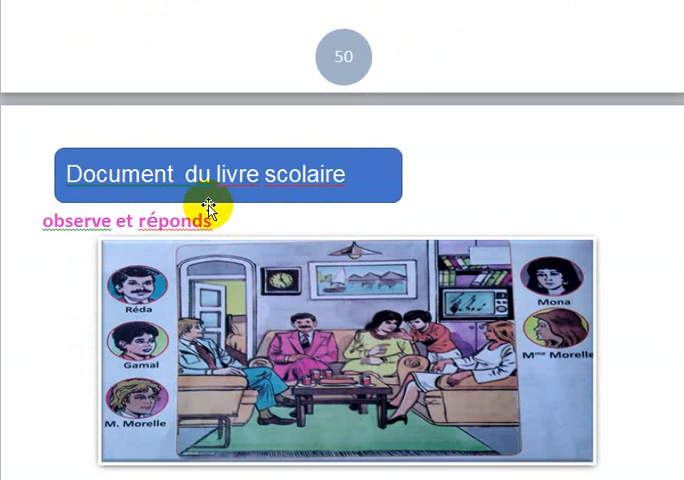 50
Document du livre scolaire
observe et réponds
Réda
Gamal
M. Morelle
Mona
Mme Morelle